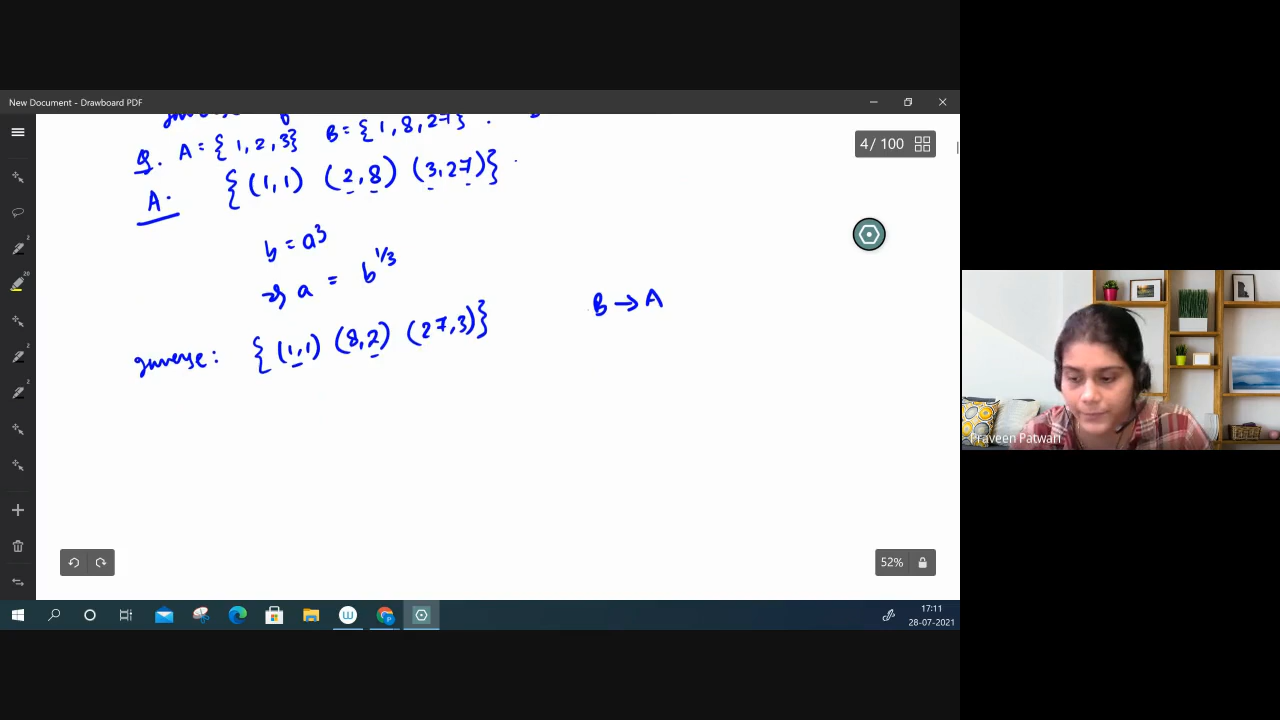 New Document - Drawboard PDF
4 / 100
Q. A = { 1, 2, 3} B = { 1, 8, 27} .
A. { (1, 1) (2, 8) (3, 27)} .
b = a³
⇒ a = b^1/3
B → A
Inverse : { (1, 1) (8, 2) (27, 3)}
Praveen Patwari
52%
17:11
28-07-2021